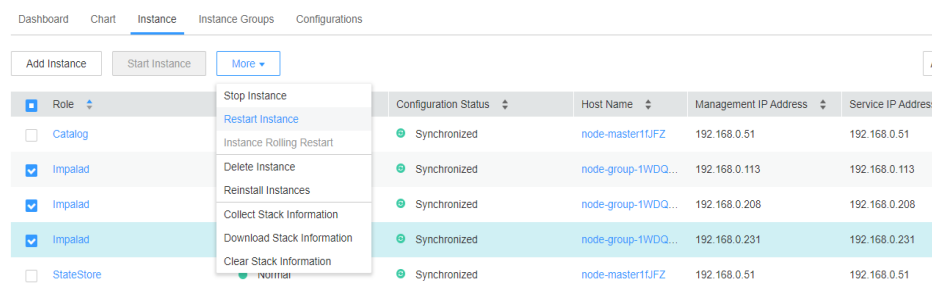 Dashboard Chart Instance Instance Groups Configurations
Add Instance Start Instance More
Stop Instance
Role Configuration Status Host Name Management IP Address Service IP Address
Restart Instance
Catalog Synchronized node-master1fJFZ 192.168.0.51 192.168.0.51
Instance Rolling Restart
Delete Instance
Impalad Synchronized node-group-1WDQ... 192.168.0.113 192.168.0.113
Reinstall Instances
Impalad Synchronized node-group-1WDQ... 192.168.0.208 192.168.0.208
Collect Stack Information
Download Stack Information
Impalad Synchronized node-group-1WDQ... 192.168.0.231 192.168.0.231
Clear Stack Information
StateStore Normal Synchronized node-master1fJFZ 192.168.0.51 192.168.0.51